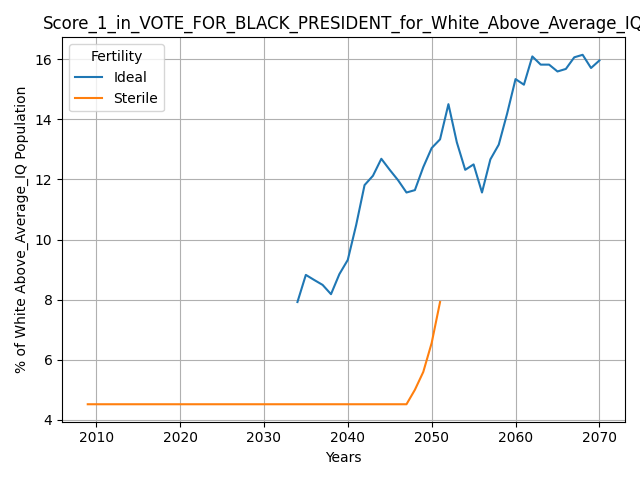 Score_1_in_VOTE_FOR_BLACK_PRESIDENT_for_White_Above_Average_IQ
Fertility
Ideal
Sterile
% of White Above_Average_IQ Population
16
14
12
10
8
6
4
2010 2020 2030 2040 2050 2060 2070
Years